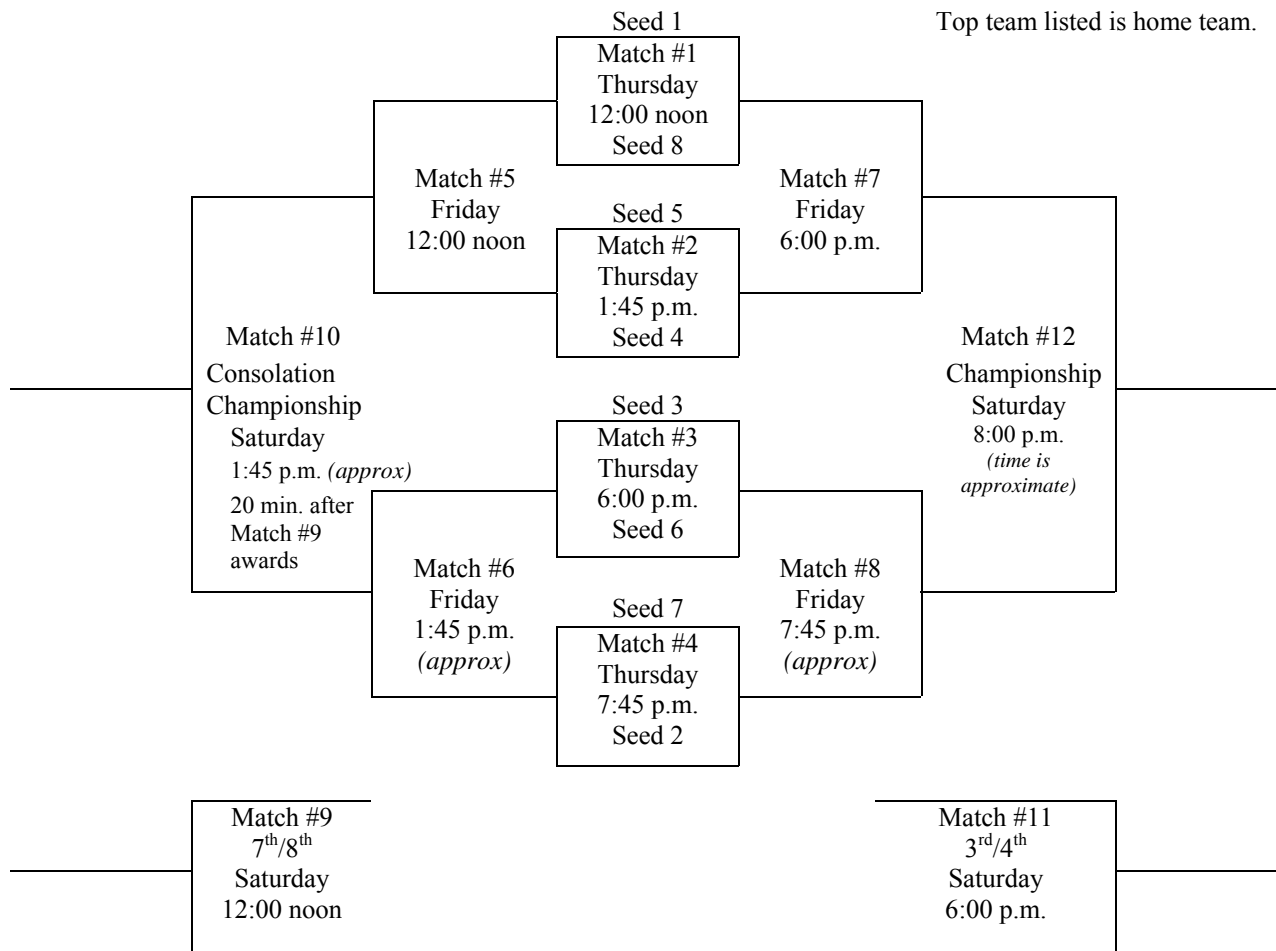 Seed 1
Top team listed is home team.
Match #1
Thursday
12:00 noon
Seed 8
Match #5
Friday
12:00 noon
Match #7
Friday
6:00 p.m.
Seed 5
Match #2
Thursday
1:45 p.m.
Seed 4
Match #10
Consolation
Championship
Saturday
1:45 p.m. (approx)
20 min. after
Match #9
awards
Match #12
Championship
Saturday
8:00 p.m.
(time is
approximate)
Seed 3
Match #3
Thursday
6:00 p.m.
Seed 6
Match #6
Friday
1:45 p.m.
(approx)
Match #8
Friday
7:45 p.m.
(approx)
Seed 7
Match #4
Thursday
7:45 p.m.
Seed 2
Match #9
7th/8th
Saturday
12:00 noon
Match #11
3rd/4th
Saturday
6:00 p.m.